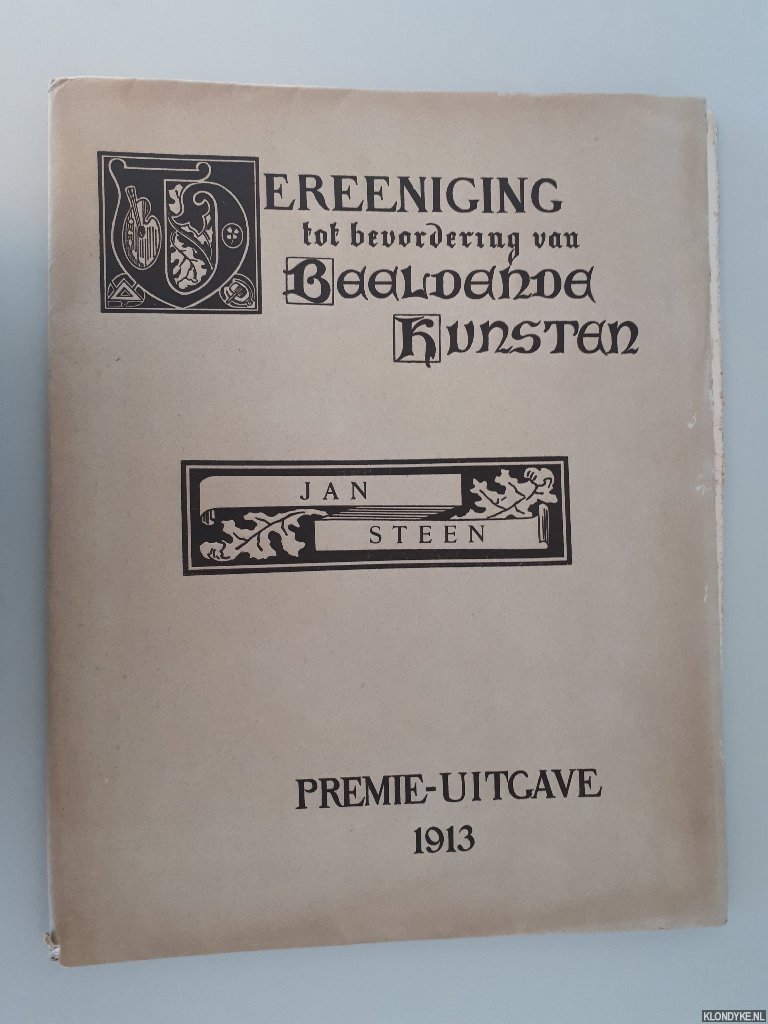 VEREENIGING
tot bevordering van
BEELDENDE
KUNSTEN
JAN
STEEN
PREMIE-UITGAVE
1913
KLONDYKE.NL